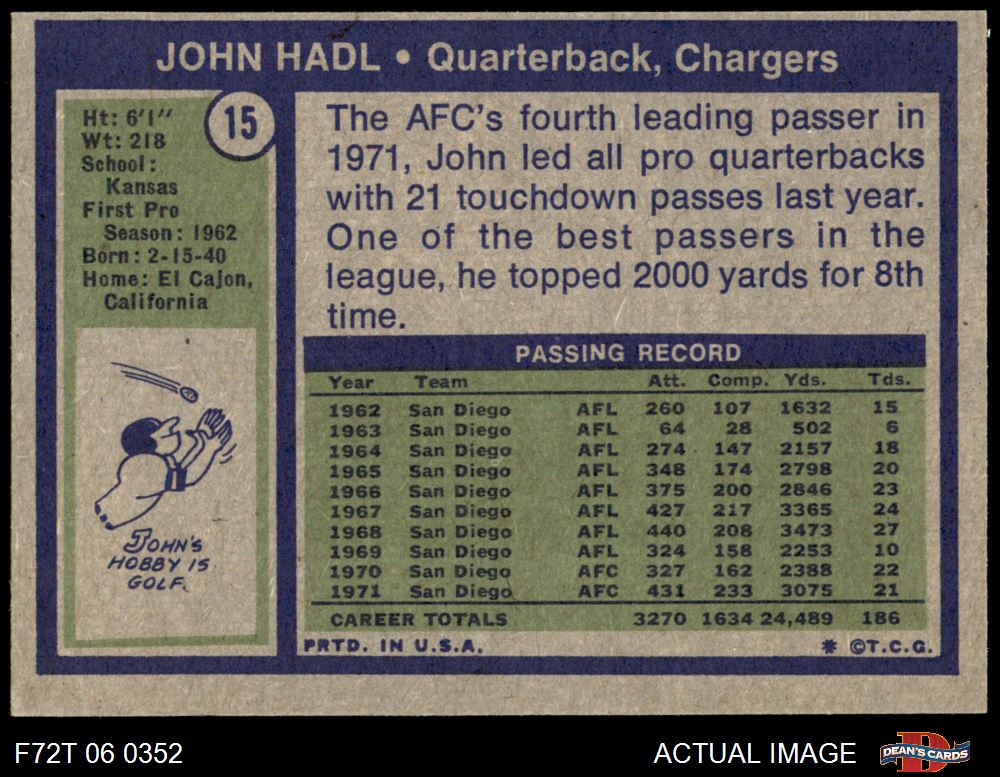 JOHN HADL • Quarterback, Chargers
15
Ht: 6'1"
Wt: 218
School:
Kansas
First Pro
Season: 1962
Born: 2-15-40
Home: El Cajon,
California
JOHN'S
HOBBY IS
GOLF.
The AFC's fourth leading passer in
1971, John led all pro quarterbacks
with 21 touchdown passes last year.
One of the best passers in the
league, he topped 2000 yards for 8th
time.
PASSING RECORD
Year Team Att. Comp. Yds. Tds.
1962 San Diego AFL 260 107 1632 15
1963 San Diego AFL 64 28 502 6
1964 San Diego AFL 274 147 2157 18
1965 San Diego AFL 348 174 2798 20
1966 San Diego AFL 375 200 2846 23
1967 San Diego AFL 427 217 3365 24
1968 San Diego AFL 440 208 3473 27
1969 San Diego AFL 324 158 2253 10
1970 San Diego AFC 327 162 2388 22
1971 San Diego AFC 431 233 3075 21
CAREER TOTALS 3270 1634 24,489 186
PRTD. IN U.S.A. * ©T.C.G.
F72T 06 0352 ACTUAL IMAGE DEAN'S CARDS